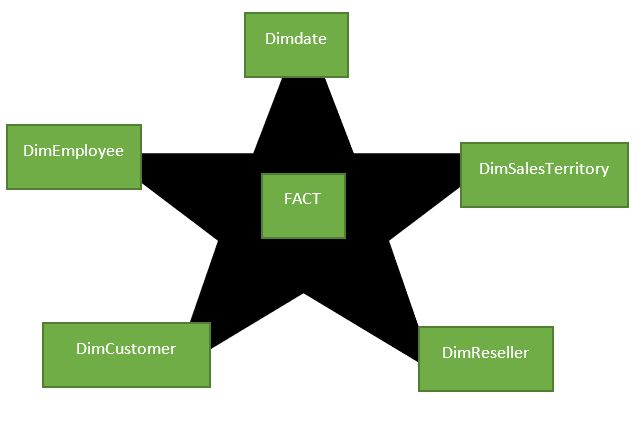 Dimdate
DimEmployee
DimSalesTerritory
FACT
DimCustomer
DimReseller